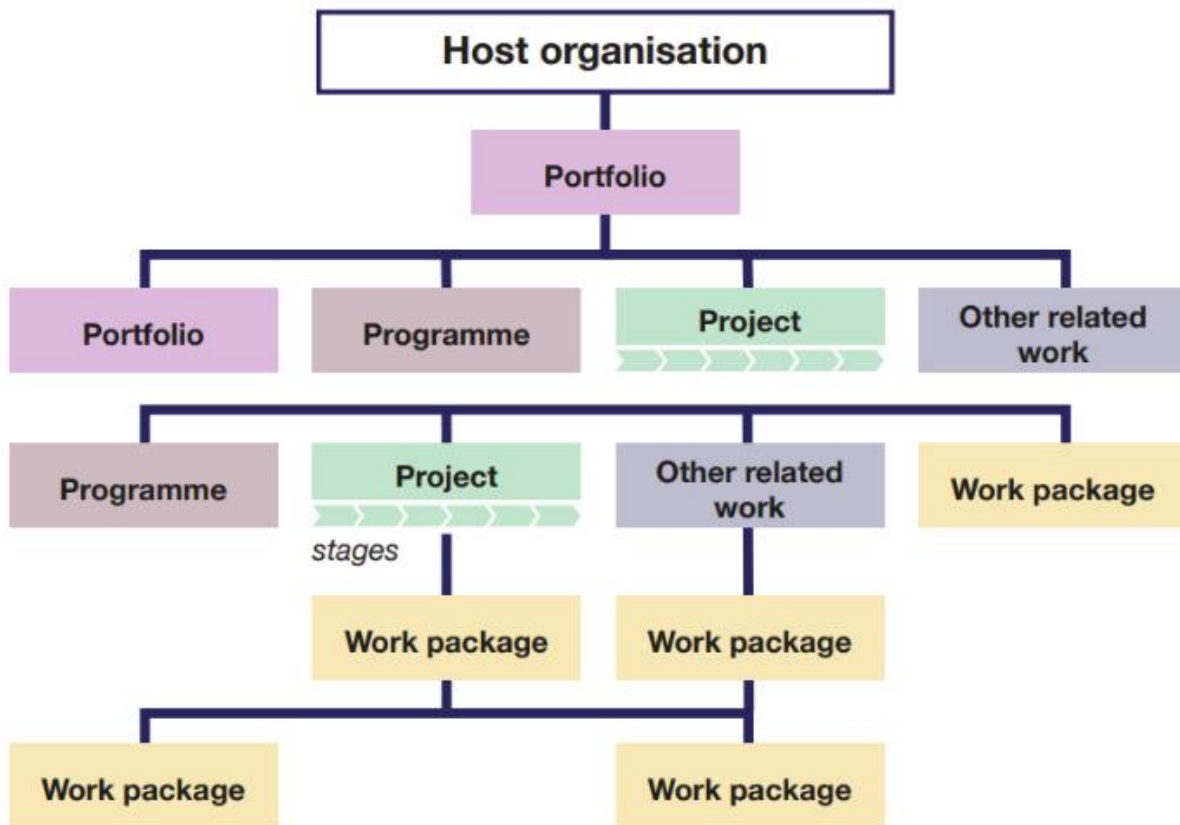 Host organisation
Portfolio
Portfolio
Programme
Project
Other related
work
Programme
Project
Other related
work
Work package
stages
Work package
Work package
Work package
Work package